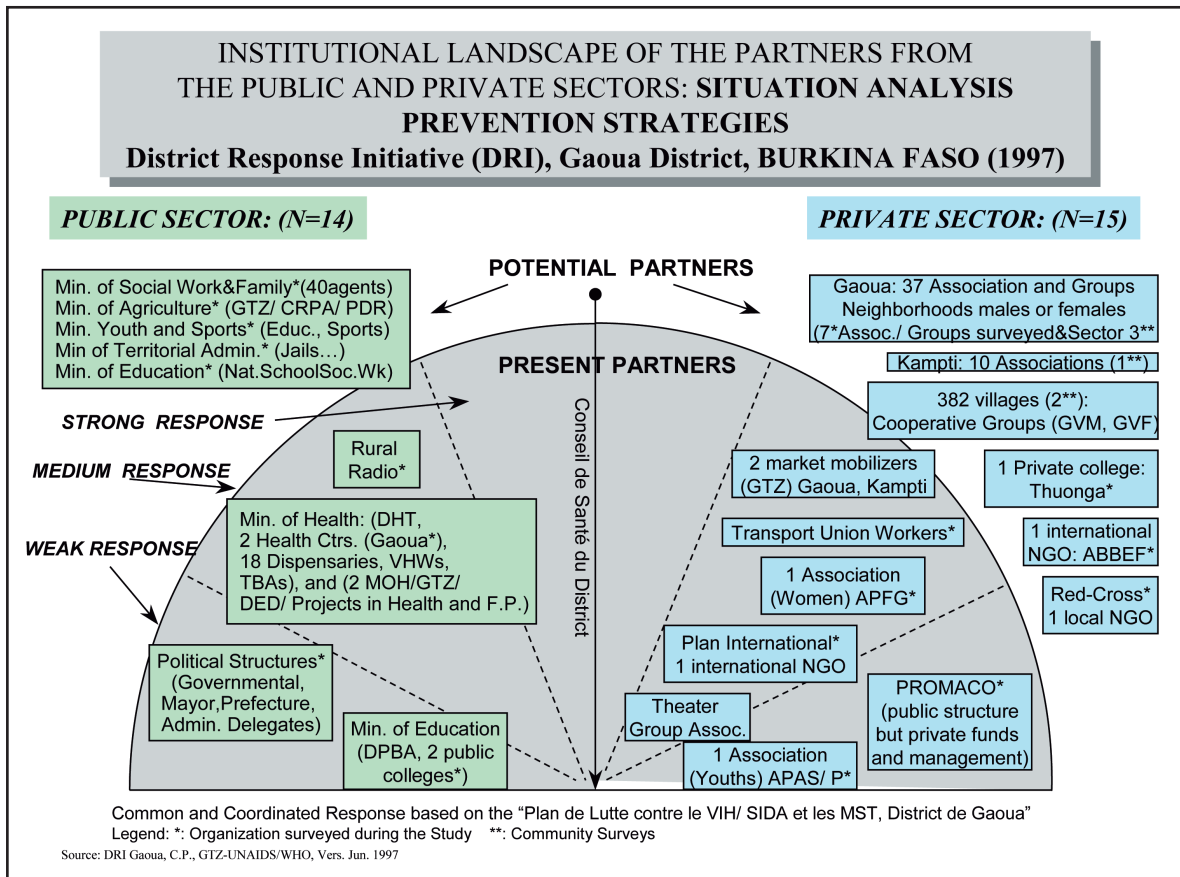 INSTITUTIONAL LANDSCAPE OF THE PARTNERS FROM
THE PUBLIC AND PRIVATE SECTORS: SITUATION ANALYSIS
PREVENTION STRATEGIES
District Response Initiative (DRI), Gaoua District, BURKINA FASO (1997)
PUBLIC SECTOR: (N=14)
PRIVATE SECTOR: (N=15)
POTENTIAL PARTNERS
Min. of Social Work&Family*(40agents)
Min. of Agriculture* (GTZ/ CRPA/ PDR)
Min. Youth and Sports* (Educ., Sports)
Min of Territorial Admin.* (Jails…)
Min. of Education* (Nat.SchoolSoc.Wk)
Gaoua: 37 Association and Groups
Neighborhoods males or females
(7*Assoc./ Groups surveyed&Sector 3**
Kampti: 10 Associations (1**)
382 villages (2**):
Cooperative Groups (GVM, GVF)
1 Private college:
Thuonga*
1 international
NGO: ABBEF*
Red-Cross*
1 local NGO
PRESENT PARTNERS
STRONG RESPONSE
MEDIUM RESPONSE
WEAK RESPONSE
Conseil de Santé du District
Rural
Radio*
Min. of Health: (DHT,
2 Health Ctrs. (Gaoua*),
18 Dispensaries, VHWs,
TBAs), and (2 MOH/GTZ/
DED/ Projects in Health and F.P.)
Political Structures*
(Governmental,
Mayor,Prefecture,
Admin. Delegates)
Min. of Education
(DPBA, 2 public
colleges*)
2 market mobilizers
(GTZ) Gaoua, Kampti
Transport Union Workers*
1 Association
(Women) APFG*
Plan International*
1 international NGO
Theater
Group Assoc.
1 Association
(Youths) APAS/ P*
PROMACO*
(public structure
but private funds
and management)
Common and Coordinated Response based on the “Plan de Lutte contre le VIH/ SIDA et les MST, District de Gaoua”
Legend: *: Organization surveyed during the Study **: Community Surveys
Source: DRI Gaoua, C.P., GTZ-UNAIDS/WHO, Vers. Jun. 1997